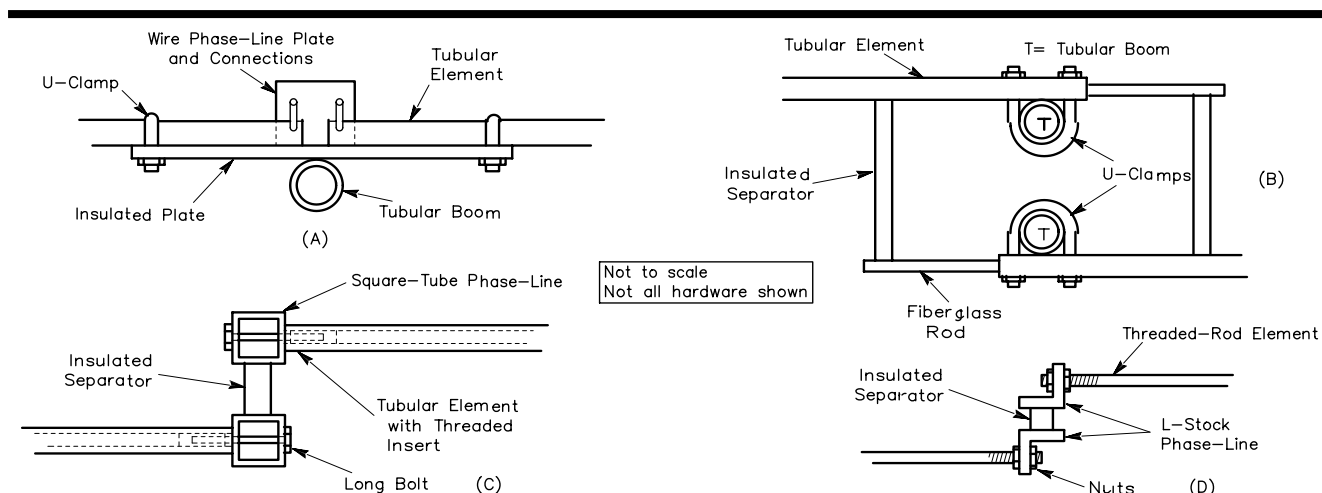 Wire Phase-Line Plate
and Connections
U-Clamp
Tubular
Element
Insulated Plate
Tubular Boom
(A)
Tubular Element
T= Tubular Boom
T
Insulated
Separator
U-Clamps
(B)
T
Fiberglass
Rod
Not to scale
Not all hardware shown
Square-Tube Phase-Line
Insulated
Separator
Tubular Element
with Threaded
Insert
Long Bolt
(C)
Threaded-Rod Element
Insulated
Separator
L-Stock
Phase-Line
Nuts
(D)